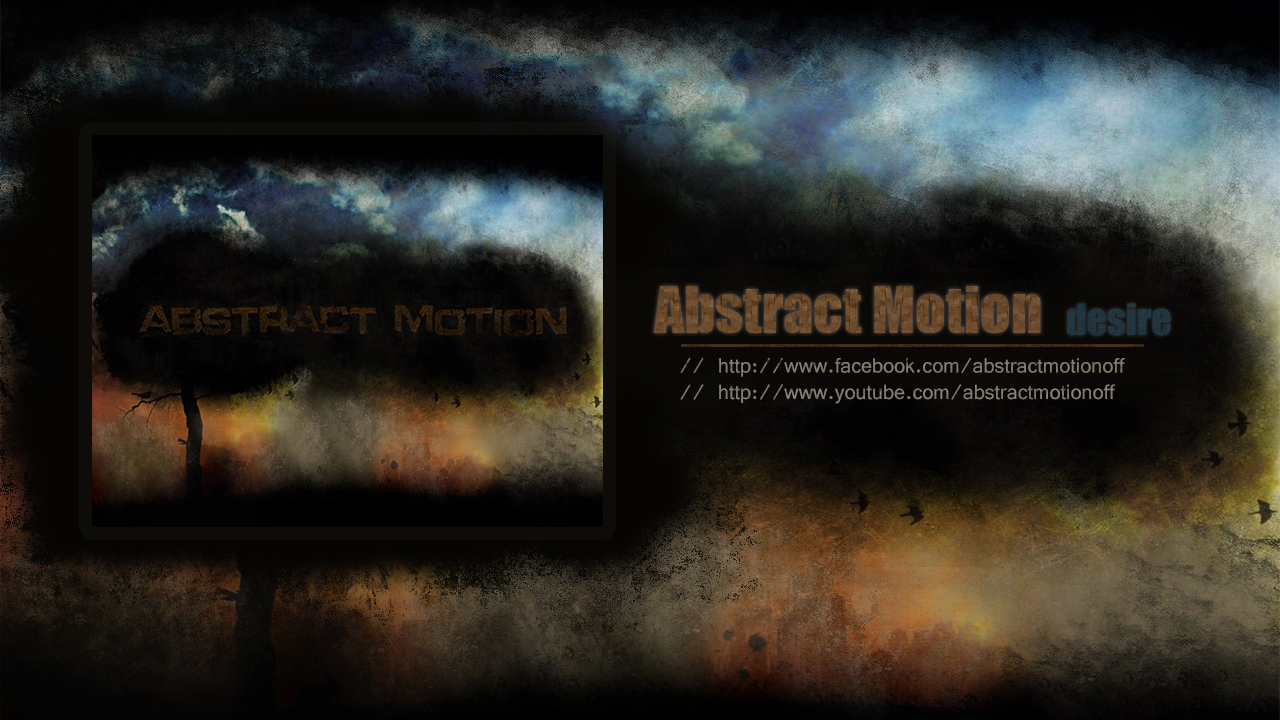 ABSTRACT MOTION
Abstract Motion desire
// http://www.facebook.com/abstractmotionoff
// http://www.youtube.com/abstractmotionoff